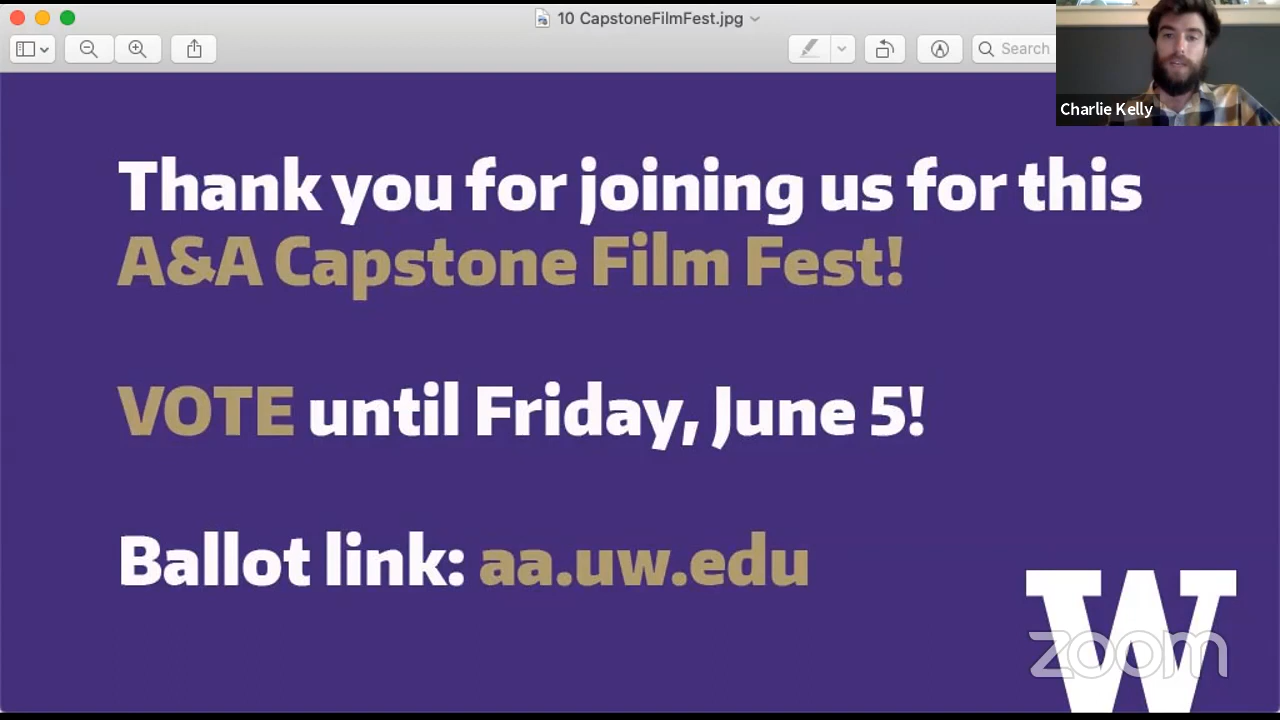 10 CapstoneFilmFest.jpg
Search
Charlie Kelly
Thank you for joining us for this
A&A Capstone Film Fest!
VOTE until Friday, June 5!
Ballot link: aa.uw.edu
W
zoom